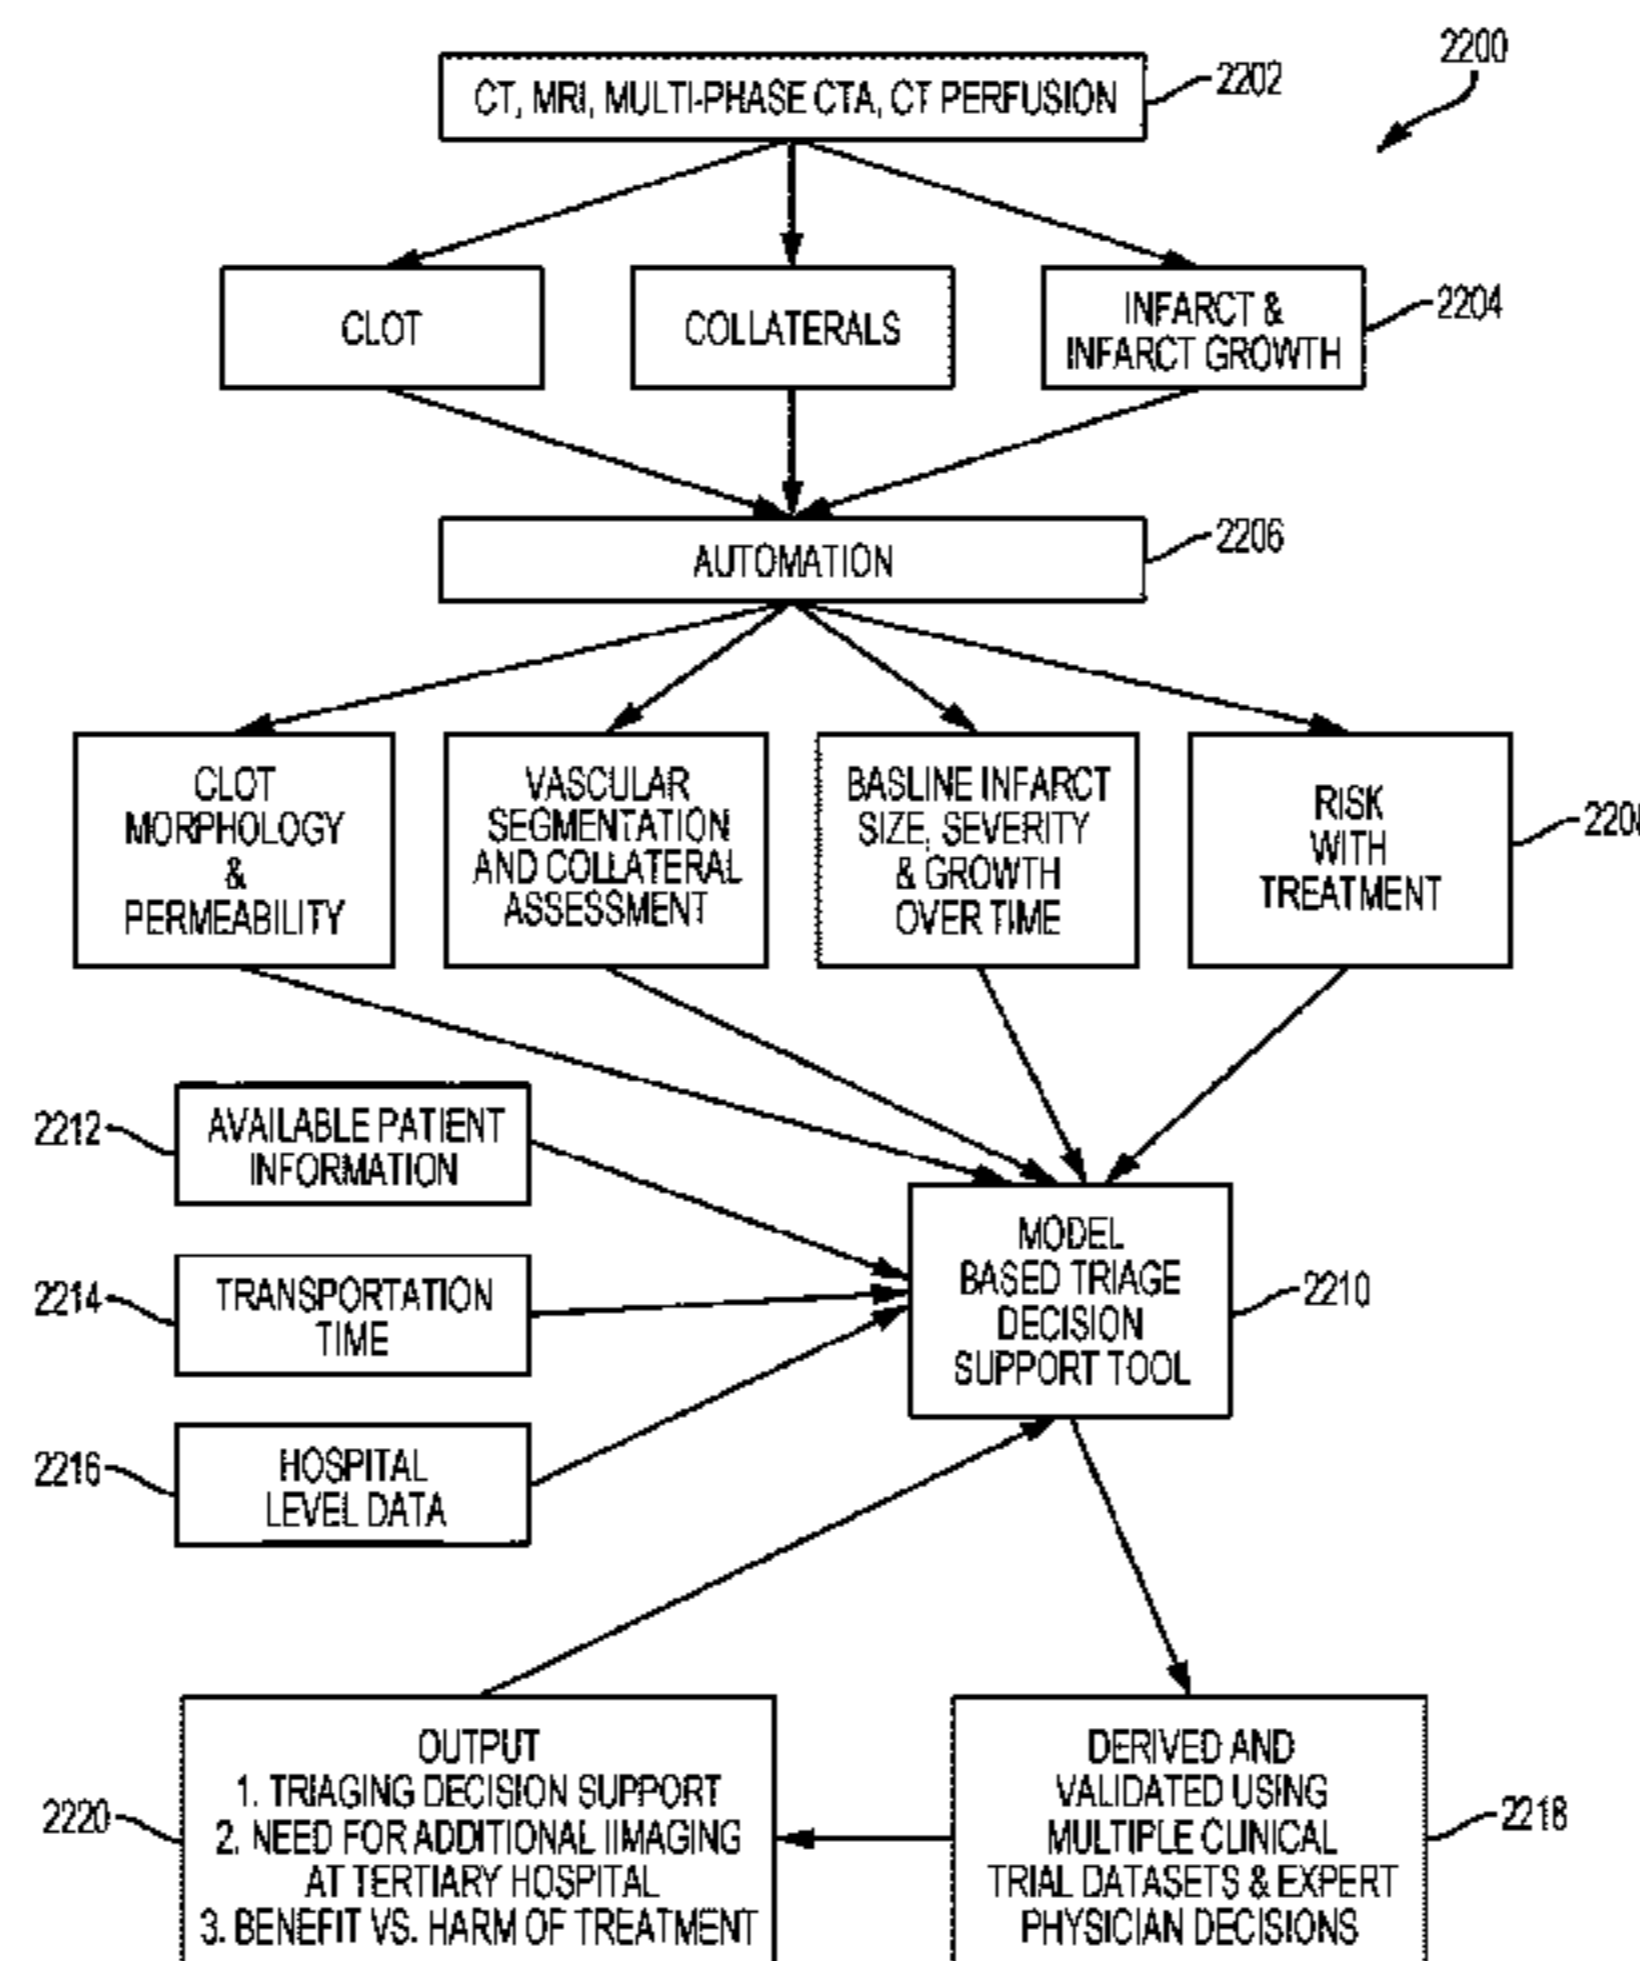 2200
CT, MRI, MULTI-PHASE CTA, CT PERFUSION
2202
CLOT
COLLATERALS
INFARCT &
INFARCT GROWTH
2204
AUTOMATION
2206
CLOT
MORPHOLOGY
&
PERMEABILITY
VASCULAR
SEGMENTATION
AND COLLATERAL
ASSESSMENT
BASLINE INFARCT
SIZE, SEVERITY
& GROWTH
OVER TIME
RISK
WITH
TREATMENT
2212
AVAILABLE PATIENT
INFORMATION
2214
TRANSPORTATION
TIME
2216
HOSPITAL
LEVEL DATA
MODEL
BASED TRIAGE
DECISION
SUPPORT TOOL
2210
2220
OUTPUT
1. TRIAGING DECISION SUPPORT
2. NEED FOR ADDITIONAL IIMAGING
AT TERTIARY HOSPITAL
3. BENEFIT VS. HARM OF TREATMENT
DERIVED AND
VALIDATED USING
MULTIPLE CLINICAL
TRIAL DATASETS & EXPERT
PHYSICIAN DECISIONS
2218